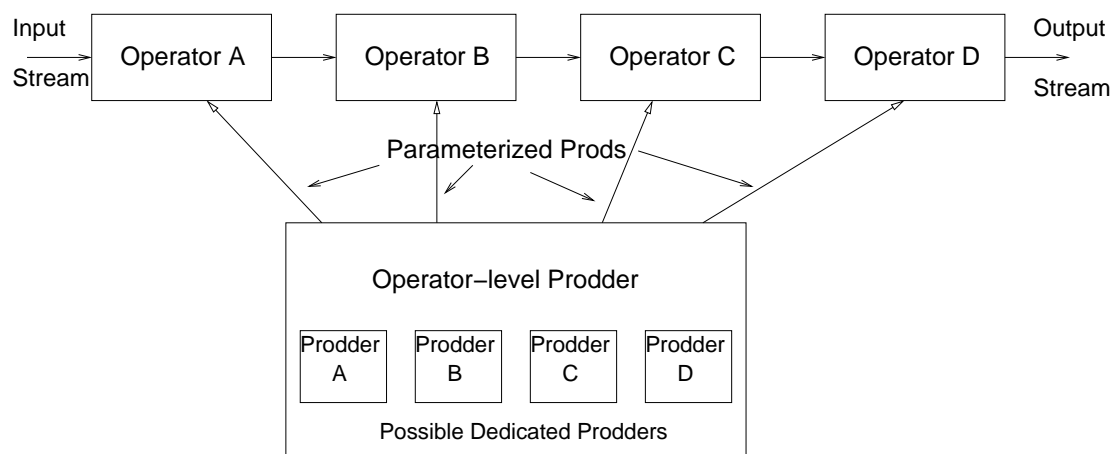 Input
Stream
Operator A
Operator B
Operator C
Operator D
Output
Stream
Parameterized Prods
Operator–level Prodder
Prodder
A
Prodder
B
Prodder
C
Prodder
D
Possible Dedicated Prodders